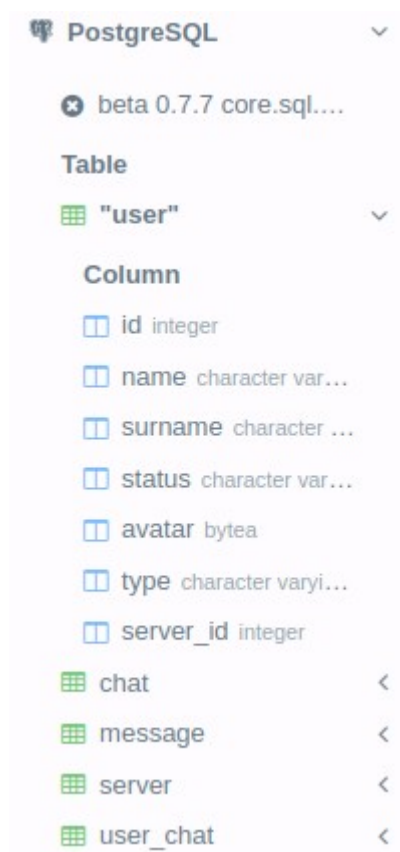 PostgreSQL
beta 0.7.7 core.sql....
Table
"user"
Column
id integer
name character var...
surname character ...
status character var...
avatar bytea
type character varyi...
server_id integer
chat
message
server
user_chat